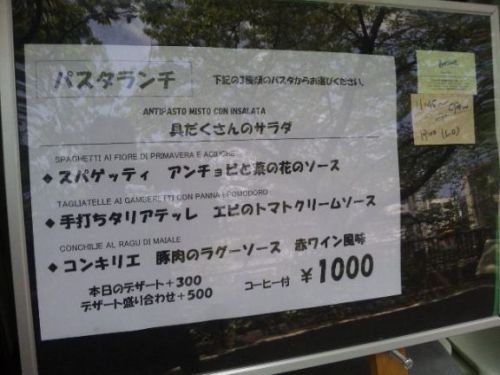 パスタランチ
下記の3種類のパスタからお選びください。
ANTIPASTO MISTO CON INSALATA
具だくさんのサラダ
SPAGHETTI AI FIORE DI PRIMAVERA E ACIUGHE
◆ スパゲッティ アンチョビと菜の花のソース
TAGLIATELLE AI GAMBERETTI CON PANNA E POMODORO
◆ 手打ちタリアテッレ エビのトマトクリームソース
CONCHILIE AL RAGU DI MAIALE
◆ コンキリエ 豚肉のラグーソース 赤ワイン風味
本日のデザート+300
デザート盛り合わせ+500
コーヒー付 ¥1000